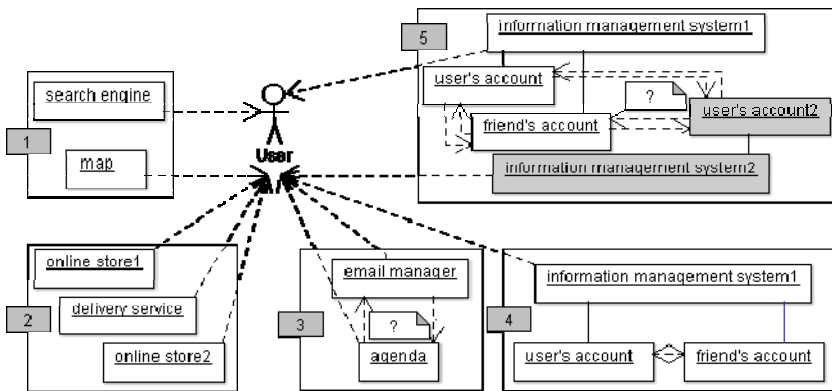 5
information management system1
user's account
?
user's account2
friend's account
information management system2
search engine
1
map
User
2
online store1
delivery service
online store2
3
email manager
?
agenda
4
information management system1
user's account
friend's account